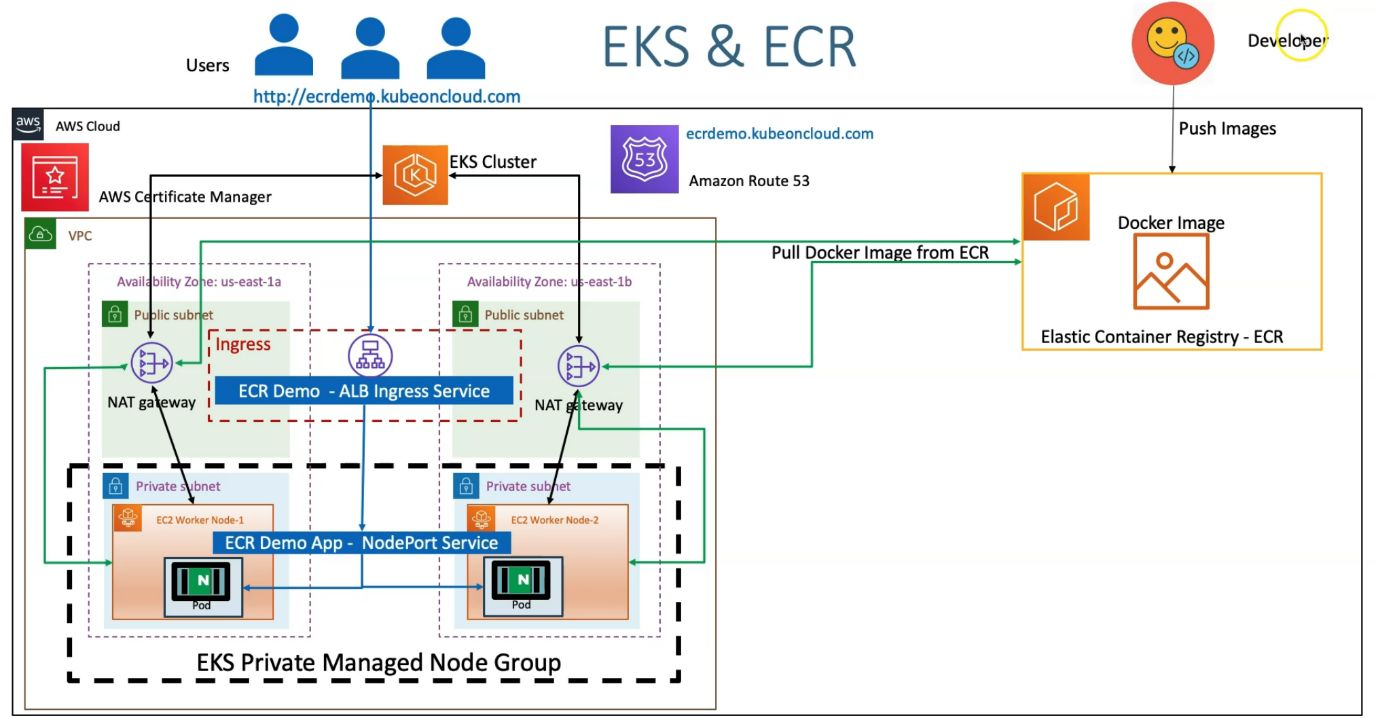 EKS & ECR
Users
Developer
http://ecrdemo.kubeoncloud.com
aws
AWS Cloud
Push Images
ecrdemo.kubeoncloud.com
53
Amazon Route 53
K
EKS Cluster
AWS Certificate Manager
VPC
Docker Image
Pull Docker Image from ECR
Elastic Container Registry - ECR
Availability Zone: us-east-1a
Availability Zone: us-east-1b
Public subnet
Public subnet
Ingress
ECR Demo - ALB Ingress Service
NAT gateway
NAT gateway
Private subnet
Private subnet
EC2 Worker Node-1
EC2 Worker Node-2
ECR Demo App - NodePort Service
N
N
Pod
Pod
EKS Private Managed Node Group